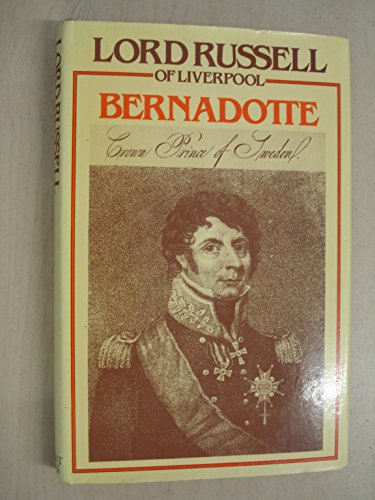 LORD RUSSELL
OF LIVERPOOL
BERNADOTTE
Crown Prince of Sweden.
LORD RUSSELL